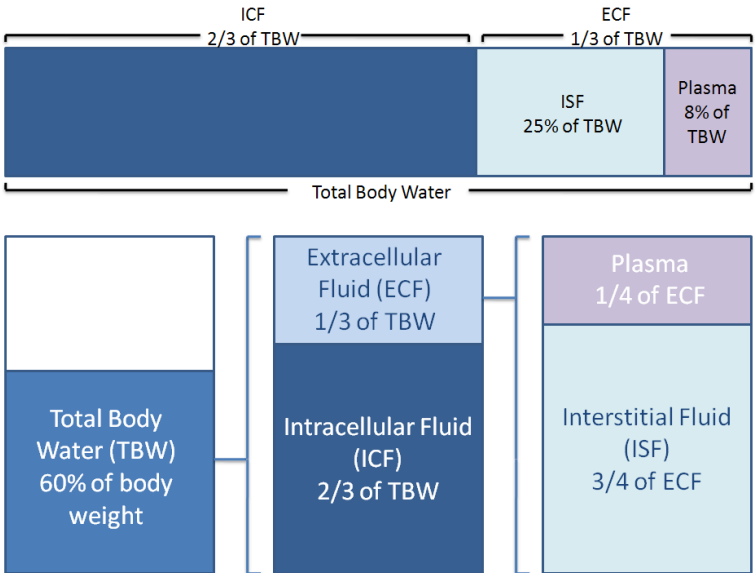 ICF
2/3 of TBW
ECF
1/3 of TBW
ISF
25% of TBW
Plasma
8% of
TBW
Total Body Water
Total Body
Water (TBW)
60% of body
weight
Extracellular
Fluid (ECF)
1/3 of TBW
Intracellular Fluid
(ICF)
2/3 of TBW
Plasma
1/4 of ECF
Interstitial Fluid
(ISF)
3/4 of ECF